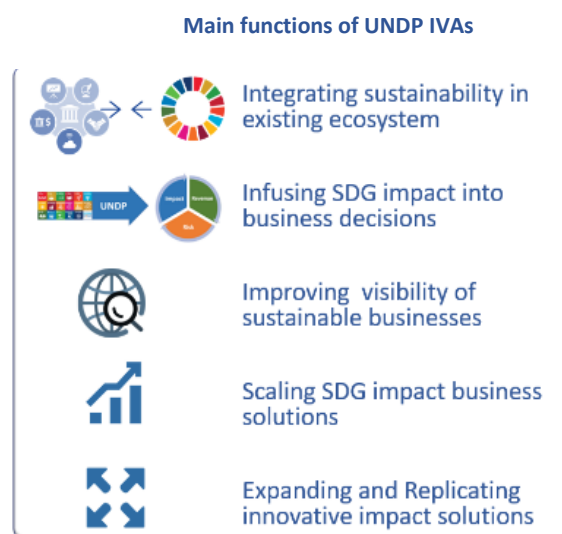 Main functions of UNDP IVAs
Integrating sustainability in
existing ecosystem
UNDP
Impact
Revenue
Risk
Infusing SDG impact into
business decisions
Improving visibility of
sustainable businesses
Scaling SDG impact business
solutions
Expanding and Replicating
innovative impact solutions